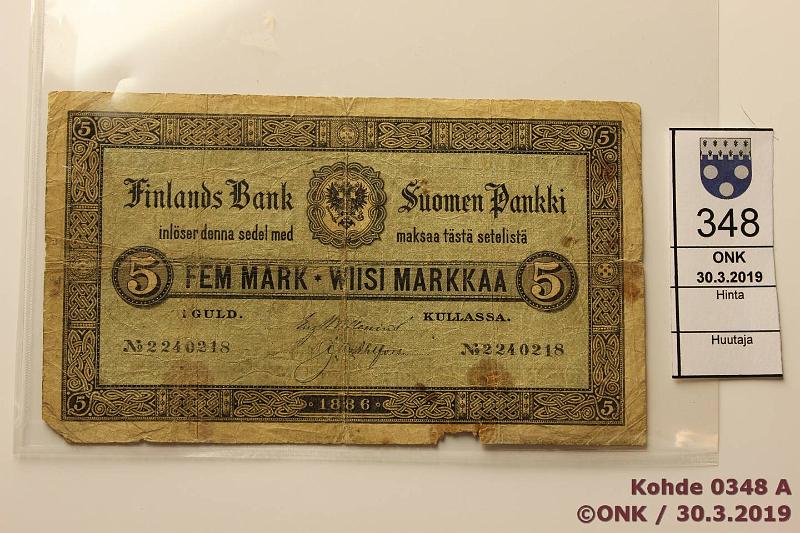 5 5
Finlands Bank Suomen Pankki
inlöser denna sedel med maksaa tästä setelistä
5 FEM MARK · WIISI MARKKAA 5
I GULD. KULLASSA.
№ 2240218 № 2240218
5 1886 5
348
ONK
30.3.2019
Hinta
Huutaja
Kohde 0348 A
©ONK / 30.3.2019